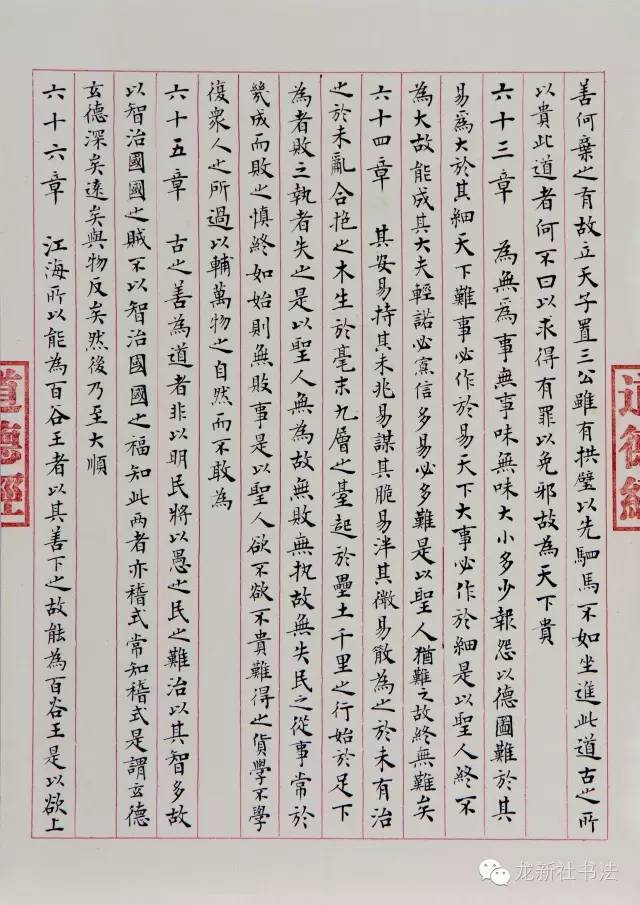 善何棄之有故立天子置三公雖有拱璧以先駟馬不如坐進此道古之所
以貴此道者何不曰以求得有罪以免邪故為天下貴
六十三章 為無為事無事味無味大小多少報怨以德圖難於其
易為大於其細天下難事必作於易天下大事必作於細是以聖人終不
為大故能成其大夫輕諾必寡信多易必多難是以聖人猶難之故終無難矣
六十四章 其安易持其未兆易謀其脆易泮其微易散為之於未有治
之於未亂合抱之木生於毫末九層之臺起於壘土千里之行始於足下
為者敗之執者失之是以聖人無為故無敗無执故無失民之從事常於
幾成而敗之慎終如始則無敗事是以聖人欲不欲不貴難得之貨學不學
復衆人之所過以輔萬物之自然而不敢為
六十五章 古之善為道者非以明民將以愚之民之難治以其智多故
以智治國國之賊不以智治國國之福知此两者亦稽式常知稽式是謂玄德
玄德深矣遠矣與物反矣然後乃至大順
六十六章 江海所以能為百谷王者以其善下之故能為百谷王是以欲上
道德經
道德經
龙新社书法